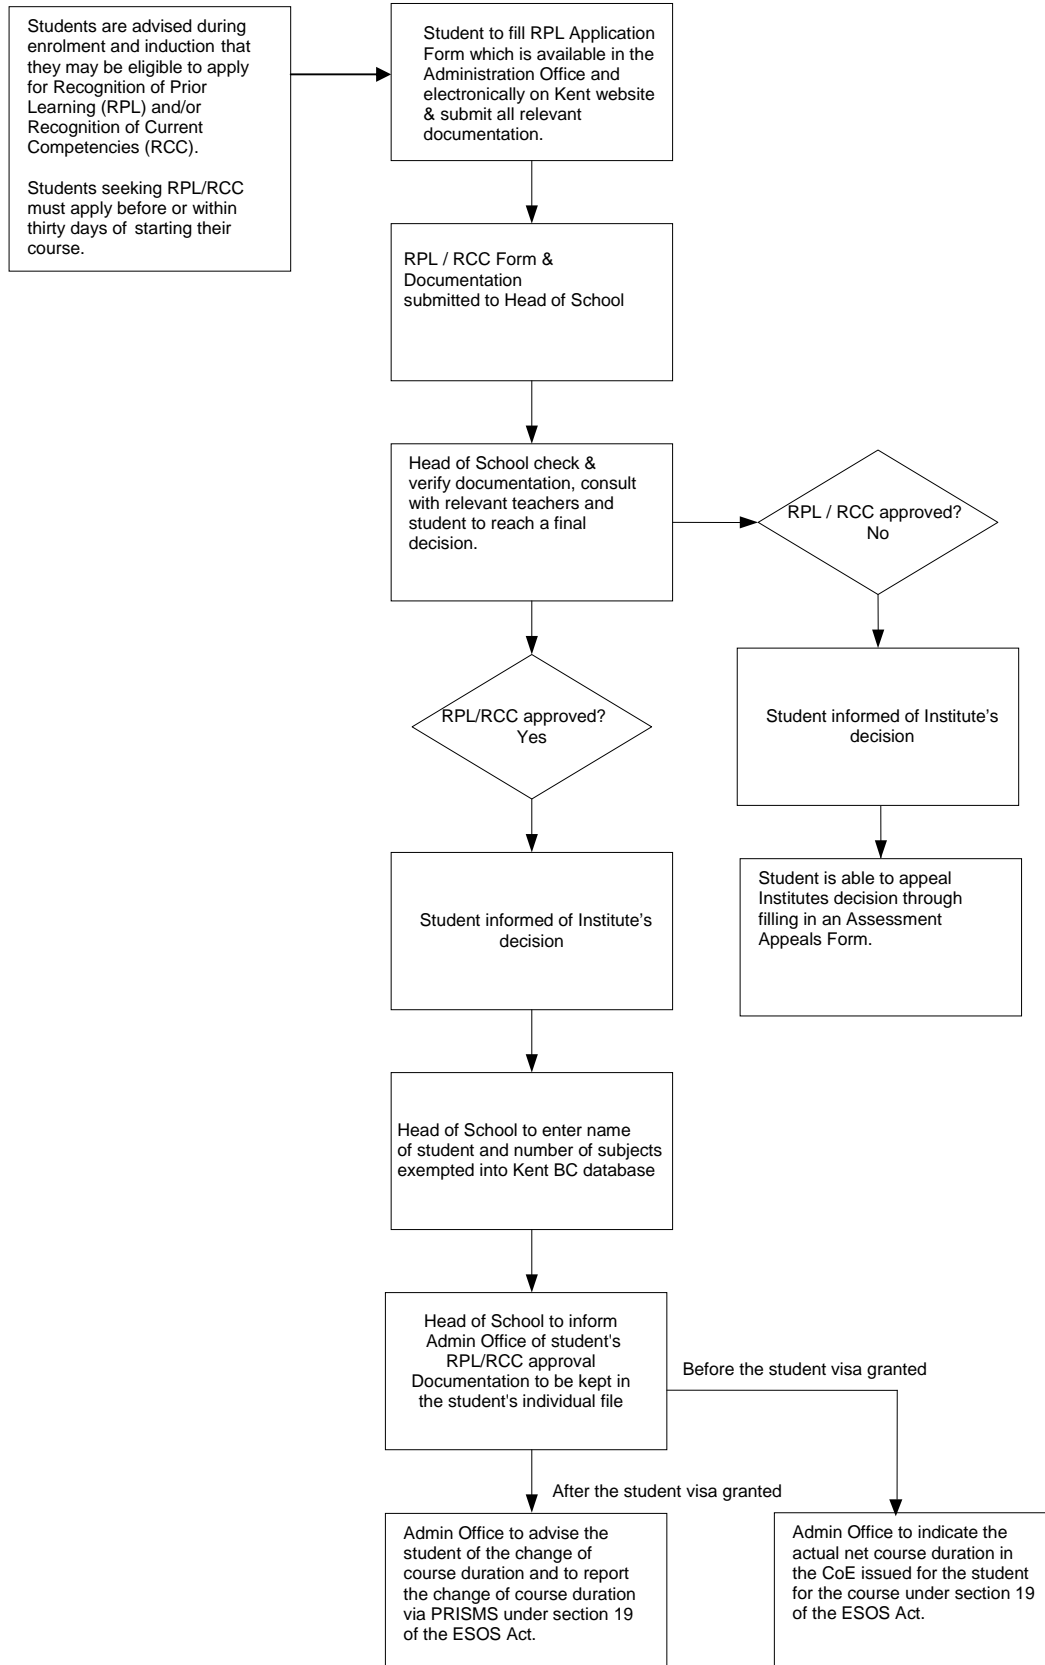 Students are advised during
enrolment and induction that
they may be eligible to apply
for Recognition of Prior
Learning (RPL) and/or
Recognition of Current
Competencies (RCC).
Students seeking RPL/RCC
must apply before or within
thirty days of starting their
course.
Student to fill RPL Application
Form which is available in the
Administration Office and
electronically on Kent website
& submit all relevant
documentation.
RPL / RCC Form &
Documentation
submitted to Head of School
Head of School check &
verify documentation, consult
with relevant teachers and
student to reach a final
decision.
RPL / RCC approved?
No
Student informed of Institute's
decision
Student is able to appeal
Institutes decision through
filling in an Assessment
Appeals Form.
RPL/RCC approved?
Yes
Student informed of Institute's
decision
Head of School to enter name
of student and number of subjects
exempted into Kent BC database
Head of School to inform
Admin Office of student's
RPL/RCC approval
Documentation to be kept in
the student's individual file
Before the student visa granted
After the student visa granted
Admin Office to advise the
student of the change of
course duration and to report
the change of course duration
via PRISMS under section 19
of the ESOS Act.
Admin Office to indicate the
actual net course duration in
the CoE issued for the student
for the course under section 19
of the ESOS Act.